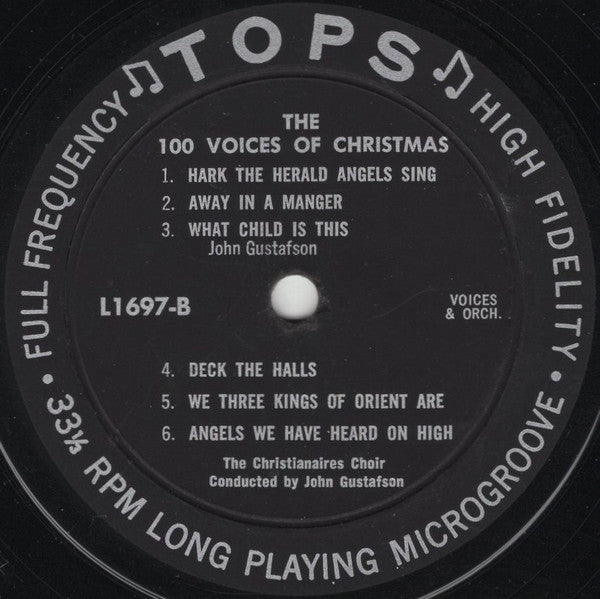 TOPS
FULL FREQUENCY
HIGH FIDELITY
THE
100 VOICES OF CHRISTMAS
1. HARK THE HERALD ANGELS SING
2. AWAY IN A MANGER
3. WHAT CHILD IS THIS
John Gustafson
L1697-B
VOICES
& ORCH.
4. DECK THE HALLS
5. WE THREE KINGS OF ORIENT ARE
6. ANGELS WE HAVE HEARD ON HIGH
The Christianaires Choir
Conducted by John Gustafson
• 33⅓ RPM LONG PLAYING MICROGROOVE •